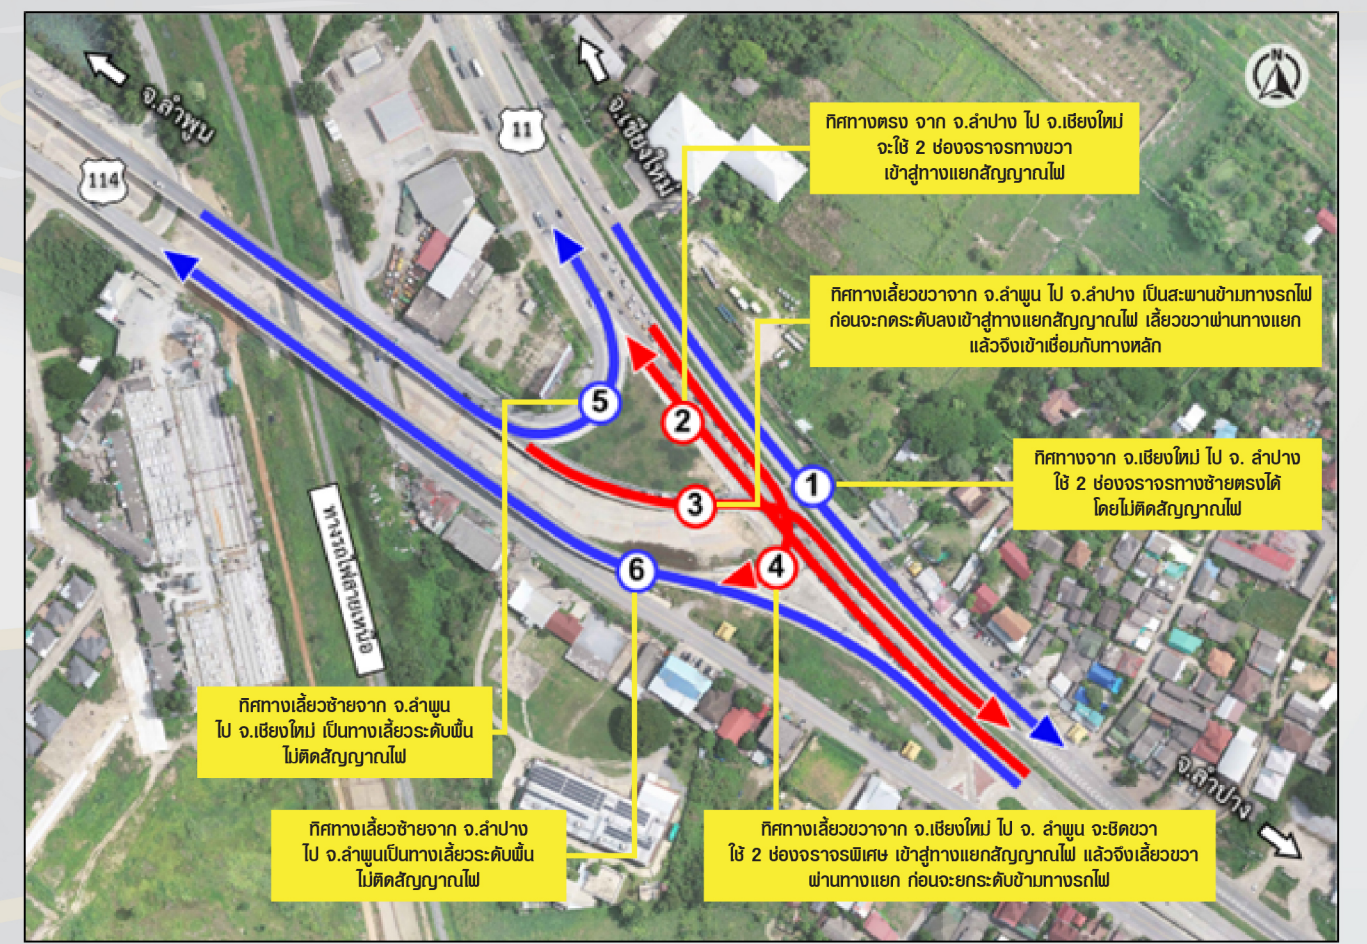 N
จ.ลำพูน
จ.เชียงใหม่
11
114
ทิศทางตรง จาก จ.ลำปาง ไป จ.เชียงใหม่
จะใช้ 2 ช่องจราจรทางขวา
เข้าสู่ทางแยกสัญญาณไฟ
ทิศทางเลี้ยวขวาจาก จ.ลำพูน ไป จ.ลำปาง เป็นสะพานข้ามทางรถไฟ
ก่อนจะกดระดับลงเข้าสู่ทางแยกสัญญาณไฟ เลี้ยวขวาผ่านทางแยก
แล้วจึงเข้าเชื่อมกับทางหลัก
5
2
ทิศทางจาก จ.เชียงใหม่ ไป จ. ลำปาง
ใช้ 2 ช่องจราจรทางซ้ายตรงได้
โดยไม่ติดสัญญาณไฟ
1
3
6
4
ทางรถไฟสายเหนือ
ทิศทางเลี้ยวซ้ายจาก จ.ลำพูน
ไป จ.เชียงใหม่ เป็นทางเลี้ยวระดับพื้น
ไม่ติดสัญญาณไฟ
จ.ลำปาง
ทิศทางเลี้ยวซ้ายจาก จ.ลำปาง
ไป จ.ลำพูนเป็นทางเลี้ยวระดับพื้น
ไม่ติดสัญญาณไฟ
ทิศทางเลี้ยวขวาจาก จ.เชียงใหม่ ไป จ. ลำพูน จะชิดขวา
ใช้ 2 ช่องจราจรพิเศษ เข้าสู่ทางแยกสัญญาณไฟ แล้วจึงเลี้ยวขวา
ผ่านทางแยก ก่อนจะยกระดับข้ามทางรถไฟ